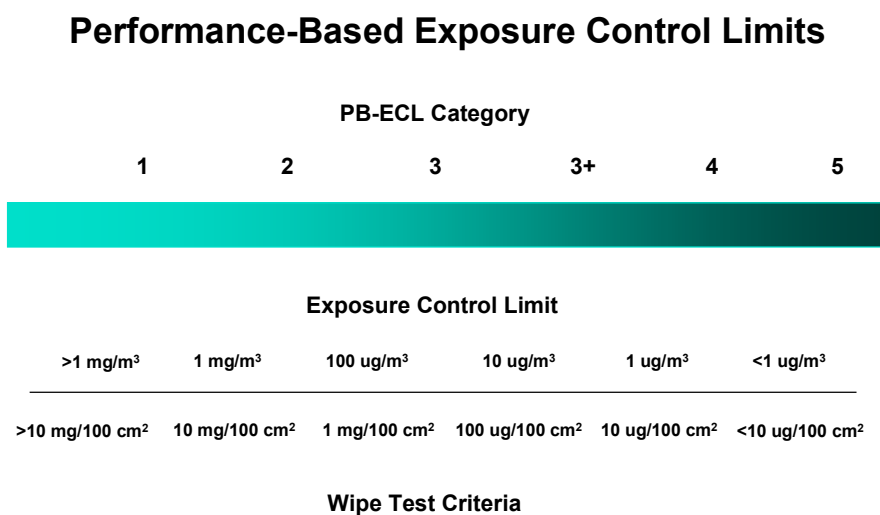 Performance-Based Exposure Control Limits
PB-ECL Category
1 2 3 3+ 4 5
Exposure Control Limit
>1 mg/m³ 1 mg/m³ 100 ug/m³ 10 ug/m³ 1 ug/m³ <1 ug/m³
>10 mg/100 cm² 10 mg/100 cm² 1 mg/100 cm² 100 ug/100 cm² 10 ug/100 cm² <10 ug/100 cm²
Wipe Test Criteria